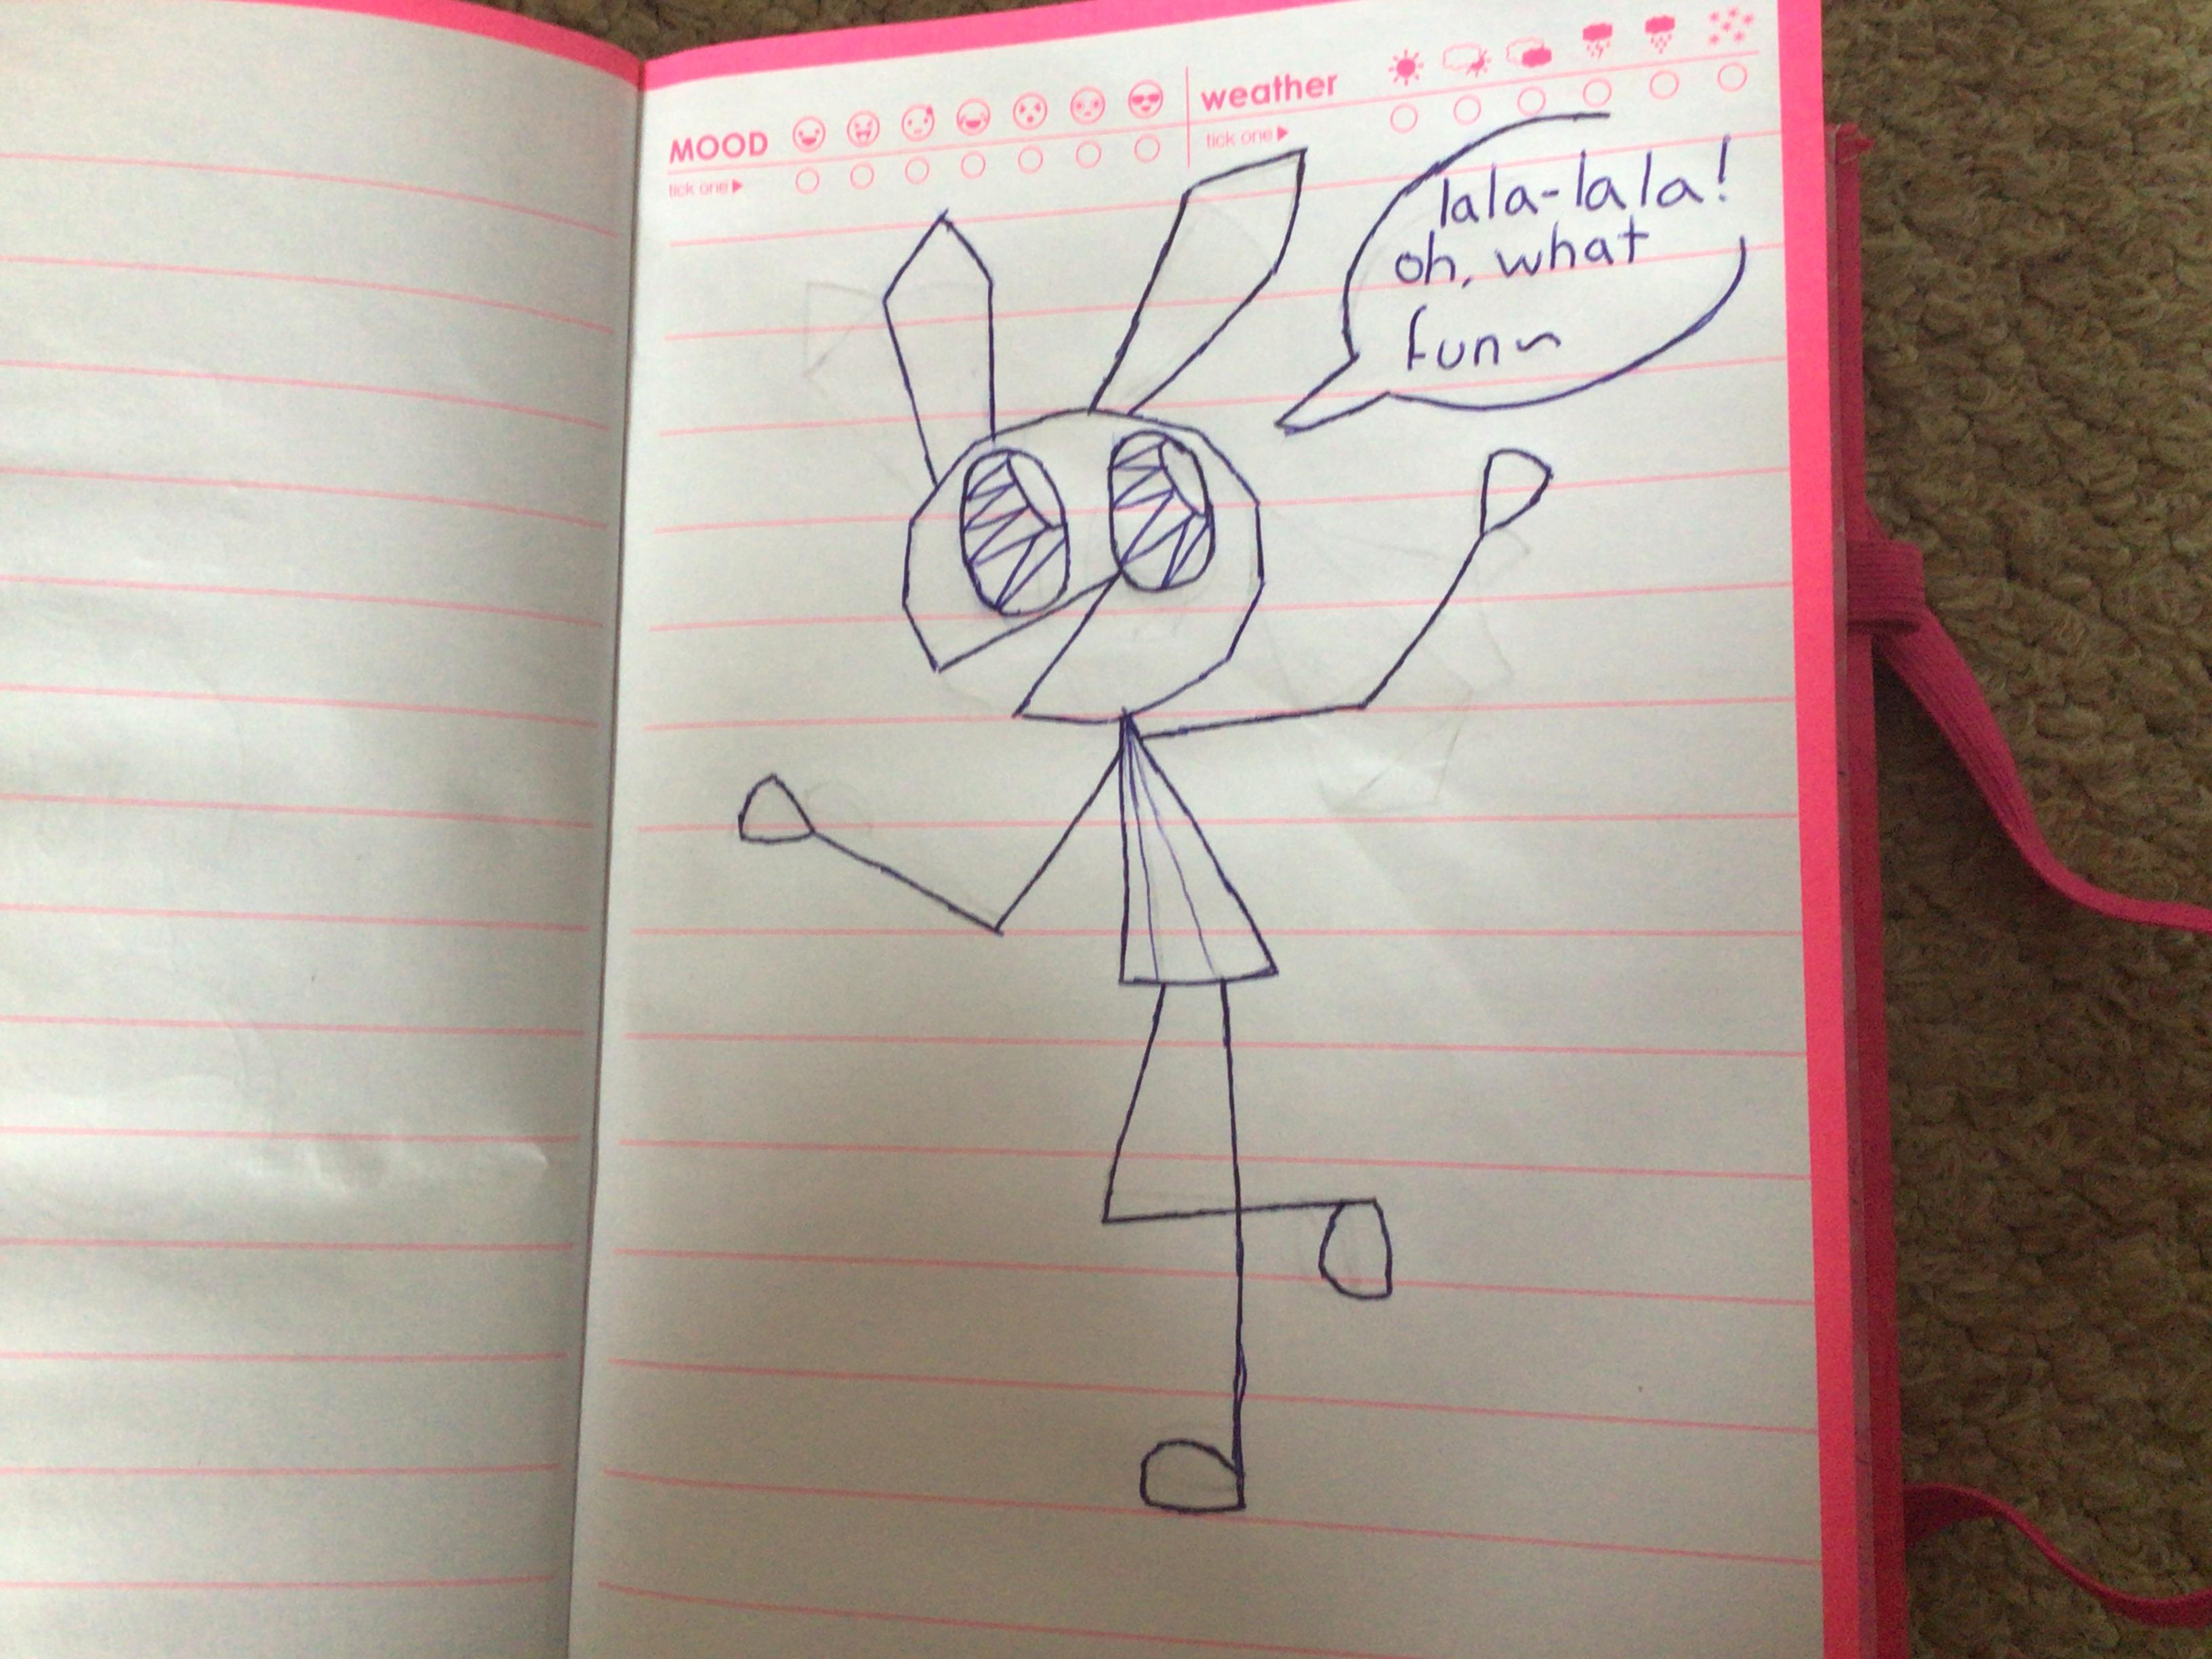 MOOD
tick one▶
weather
tick one▶
lala-lala!
oh, what
fun~